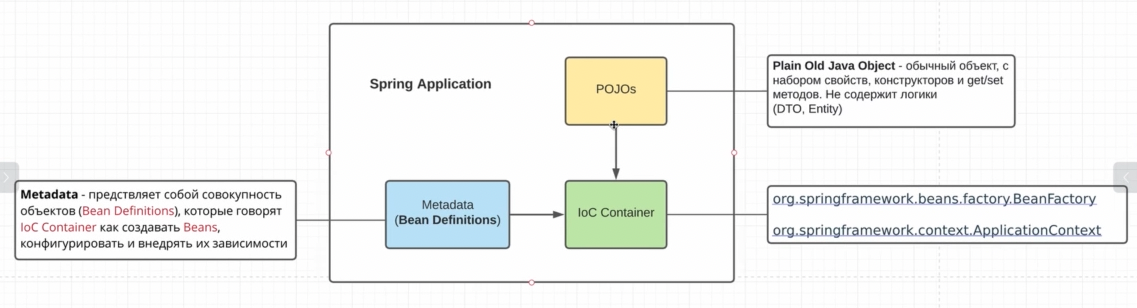 Spring Application
POJOs
Plain Old Java Object - обычный объект, с
набором свойств, конструкторов и get/set
методов. Не содержит логики
(DTO, Entity)
Metadata - предствляет собой совокупность
объектов (Bean Definitions), которые говорят
IoC Container как создавать Beans,
конфигурировать и внедрять их зависимости
Metadata
(Bean Definitions)
IoC Container
org.springframework.beans.factory.BeanFactory
org.springframework.context.ApplicationContext